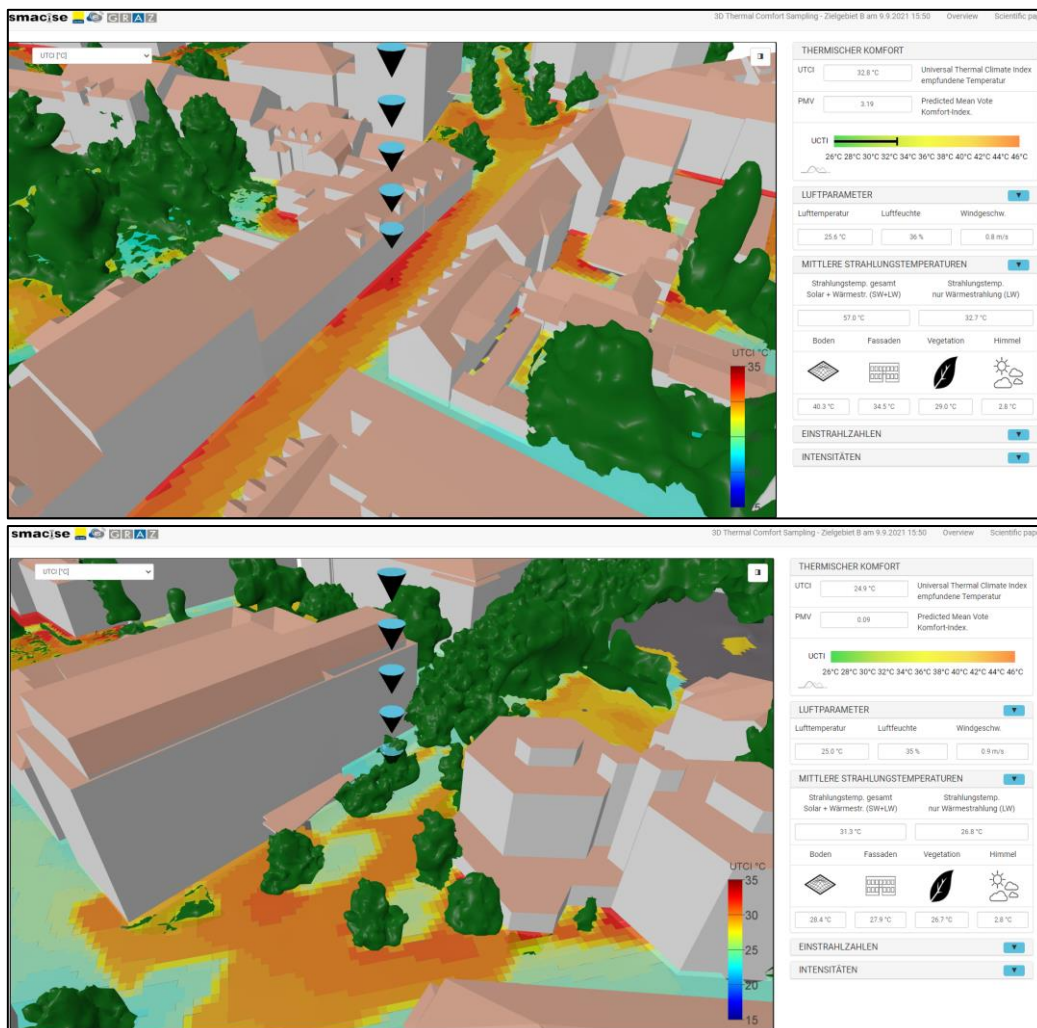 smacise GRAZ
3D Thermal Comfort Sampling - Zielgebiet B am 9.9.2021 15:50 Overview Scientific pap
UTCI [°C]
THERMISCHER KOMFORT
UTCI 32.8 °C Universal Thermal Climate Index
empfundene Temperatur
PMV 3.19 Predicted Mean Vote
Komfort-Index.
UCTI
26°C 28°C 30°C 32°C 34°C 36°C 38°C 40°C 42°C 44°C 46°C
LUFTPARAMETER
Lufttemperatur Luftfeuchte Windgeschw.
25.6 °C 36 % 0.8 m/s
MITTLERE STRAHLUNGSTEMPERATUREN
Strahlungstemp. gesamt Strahlungstemp.
Solar + Wärmestr. (SW+LW) nur Wärmestrahlung (LW)
57.0 °C 32.7 °C
Boden Fassaden Vegetation Himmel
40.3 °C 34.5 °C 29.0 °C 2.8 °C
EINSTRAHLZAHLEN
INTENSITÄTEN
UTCI °C
35
smacise GRAZ
3D Thermal Comfort Sampling - Zielgebiet B am 9.9.2021 15:50 Overview Scientific pap
UTCI [°C]
THERMISCHER KOMFORT
UTCI 24.9 °C Universal Thermal Climate Index
empfundene Temperatur
PMV 0.09 Predicted Mean Vote
Komfort-Index.
UCTI
26°C 28°C 30°C 32°C 34°C 36°C 38°C 40°C 42°C 44°C 46°C
LUFTPARAMETER
Lufttemperatur Luftfeuchte Windgeschw.
25.0 °C 35 % 0.9 m/s
MITTLERE STRAHLUNGSTEMPERATUREN
Strahlungstemp. gesamt Strahlungstemp.
Solar + Wärmestr. (SW+LW) nur Wärmestrahlung (LW)
31.3 °C 26.8 °C
Boden Fassaden Vegetation Himmel
28.4 °C 27.9 °C 26.7 °C 2.8 °C
EINSTRAHLZAHLEN
INTENSITÄTEN
UTCI °C
35
30
25
20
15